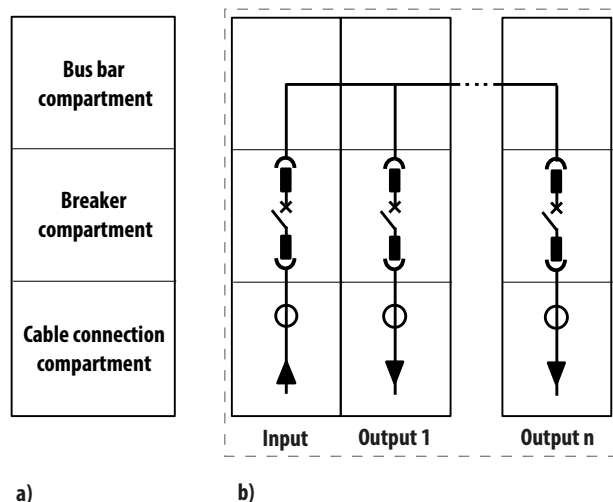 Bus bar
compartment
Breaker
compartment
Cable connection
compartment
Input
Output 1
Output n
a)
b)